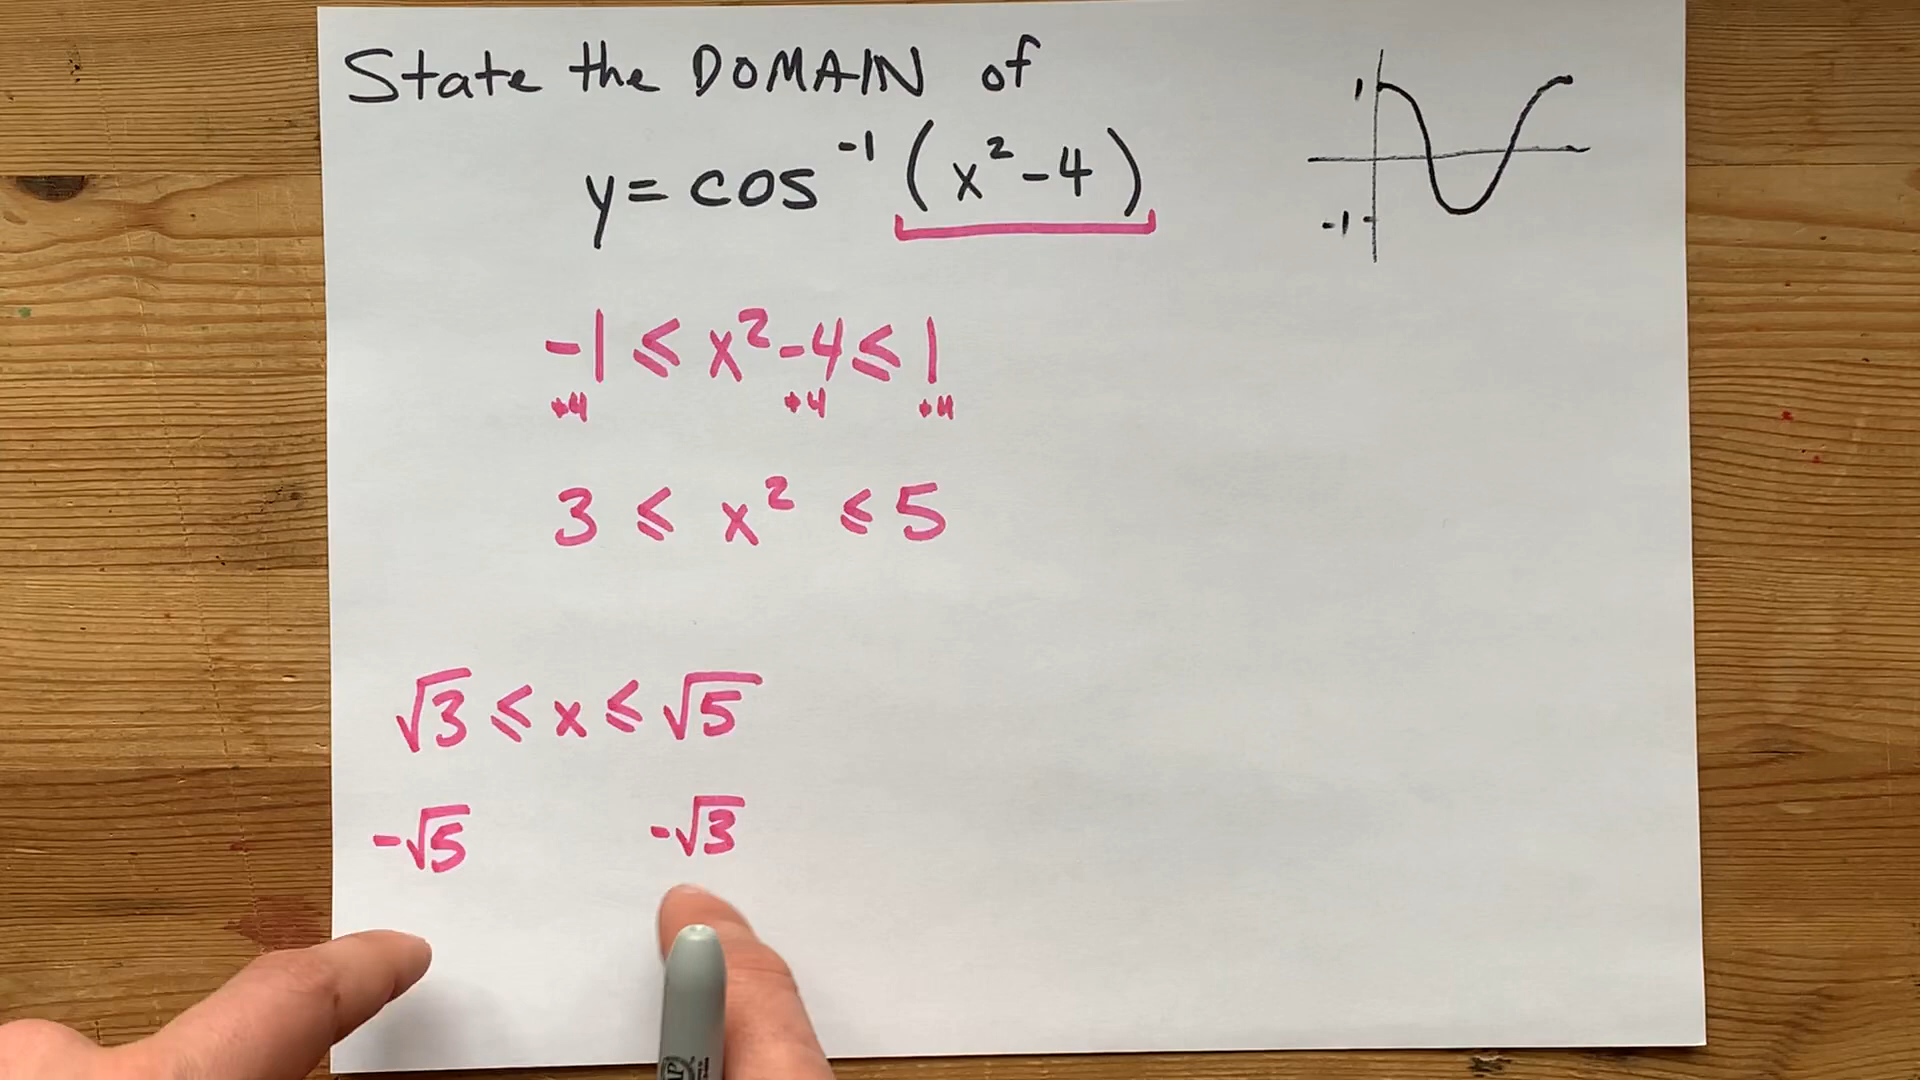 State the DOMAIN of
y = cos⁻¹ (x² - 4)
1
-1
-1 ≤ x² - 4 ≤ 1
+4 +4 +4
3 ≤ x² ≤ 5
√3 ≤ x ≤ √5
-√5 -√3